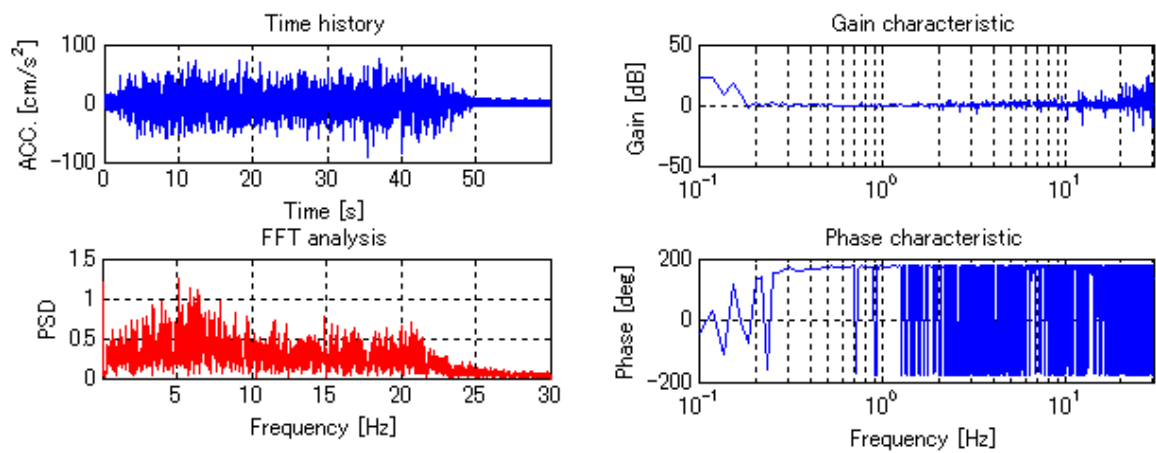 Time history
ACC. [cm/s²]
100
0
-100
0 10 20 30 40 50
Time [s]
Gain characteristic
Gain [dB]
50
0
-50
10⁻¹ 10⁰ 10¹
FFT analysis
PSD
1.5
1
0.5
0
5 10 15 20 25 30
Frequency [Hz]
Phase characteristic
Phase [deg]
200
0
-200
10⁻¹ 10⁰ 10¹
Frequency [Hz]